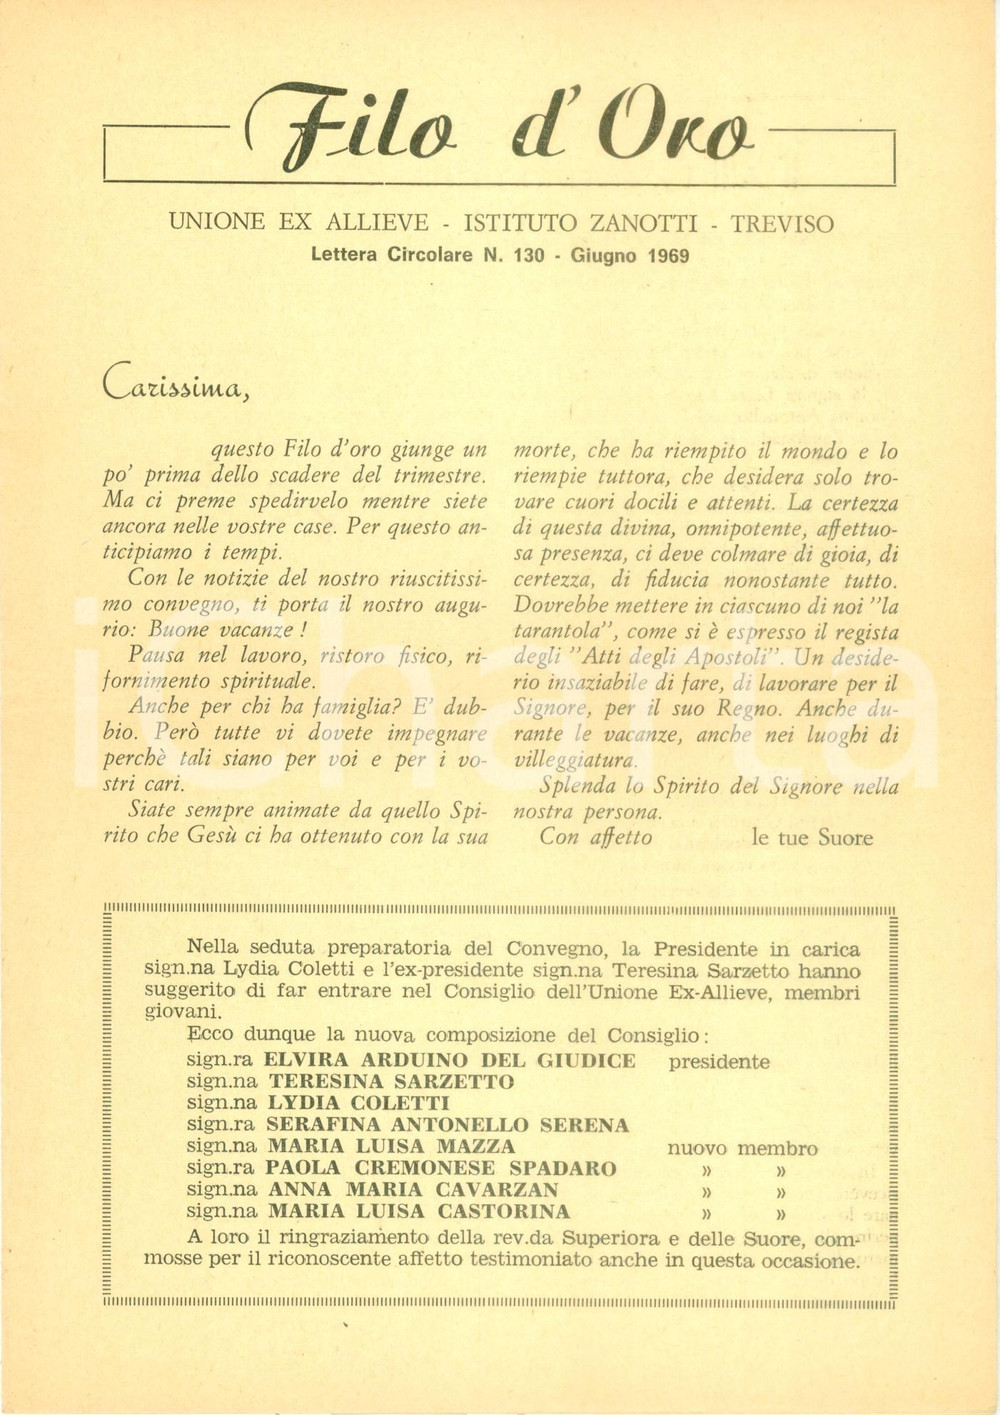 Filo d'Oro
UNIONE EX ALLIEVE - ISTITUTO ZANOTTI - TREVISO
Lettera Circolare N. 130 - Giugno 1969
Carissima,
questo Filo d'oro giunge un
po' prima dello scadere del trimestre.
Ma ci preme spedirvelo mentre siete
ancora nelle vostre case. Per questo an-
ticipiamo i tempi.
Con le notizie del nostro riuscitissi-
mo convegno, ti porta il nostro augu-
rio: Buone vacanze !
Pausa nel lavoro, ristoro fisico, ri-
fornimento spirituale.
Anche per chi ha famiglia? E' dub-
bio. Però tutte vi dovete impegnare
perchè tali siano per voi e per i vo-
stri cari.
Siate sempre animate da quello Spi-
rito che Gesù ci ha ottenuto con la sua
morte, che ha riempito il mondo e lo
riempie tuttora, che desidera solo tro-
vare cuori docili e attenti. La certezza
di questa divina, onnipotente, affettuo-
sa presenza, ci deve colmare di gioia, di
certezza, di fiducia nonostante tutto.
Dovrebbe mettere in ciascuno di noi "la
tarantola", come si è espresso il regista
degli "Atti degli Apostoli". Un deside-
rio insaziabile di fare, di lavorare per il
Signore, per il suo Regno. Anche du-
rante le vacanze, anche nei luoghi di
villeggiatura.
Splenda lo Spirito del Signore nella
nostra persona.
Con affetto le tue Suore
Nella seduta preparatoria del Convegno, la Presidente in carica
sign.na Lydia Coletti e l'ex-presidente sign.na Teresina Sarzetto hanno
suggerito di far entrare nel Consiglio dell'Unione Ex-Allieve, membri
giovani.
Ecco dunque la nuova composizione del Consiglio :
sign.ra ELVIRA ARDUINO DEL GIUDICE presidente
sign.na TERESINA SARZETTO
sign.na LYDIA COLETTI
sign.ra SERAFINA ANTONELLO SERENA
sign.na MARIA LUISA MAZZA nuovo membro
sign.ra PAOLA CREMONESE SPADARO » »
sign.na ANNA MARIA CAVARZAN » »
sign.na MARIA LUISA CASTORINA » »
A loro il ringraziamento della rev.da Superiora e delle Suore, com-
mosse per il riconoscente affetto testimoniato anche in questa occasione.